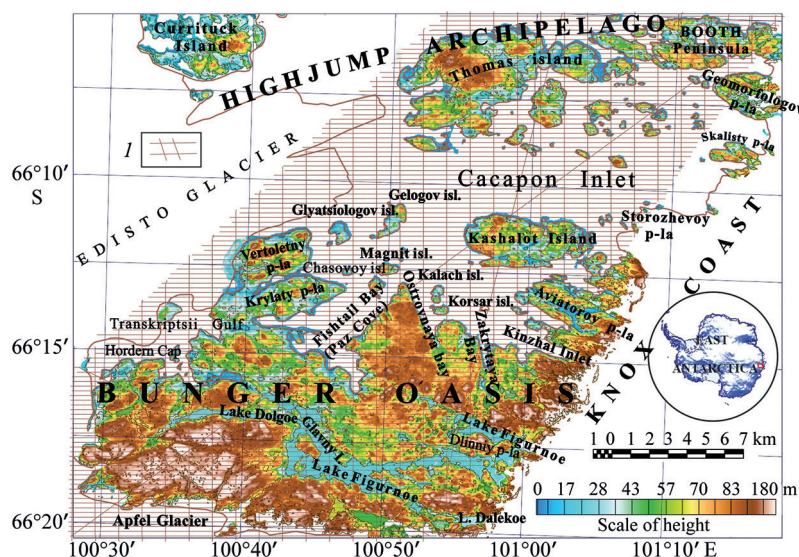 Currituck
Island
HIGHJUMP ARCHIPELAGO
BOOTH
Peninsula
Thomas island
Geomorfologov
p-la
Skalisty p-la
1
66°10'
S
EDISTO GLACIER
Cacapon Inlet
Gelogov isl.
Glyatsiologov isl.
Storozhevoy
p-la
Kashalot Island
Vertoletny
p-la
Magnit isl.
Chasovoy isl
Kalach isl.
Krylaty p-la
Korsar isl.
Aviatoroy p-la
KNOX COAST
Transkriptsii Gulf
Fishtail Bay
(Paz Cove)
Ostrovnaya bay
Zakrytaya
Bay
Kinzhal Inlet
66°15'
Hordern Cap
EAST
ANTARCTICA
BUNGER OASIS
Lake Dolgoe
Glavny L.
Lake Figurnoe
Dlinniy p-la
Lake Figurnoe
1 0 1 2 3 4 5 6 7 km
0 17 28 43 57 70 83 180 m
Scale of height
66°20'
Apfel Glacier
L. Dalekoe
100°30' 100°40' 100°50' 101°00' 101°10' E